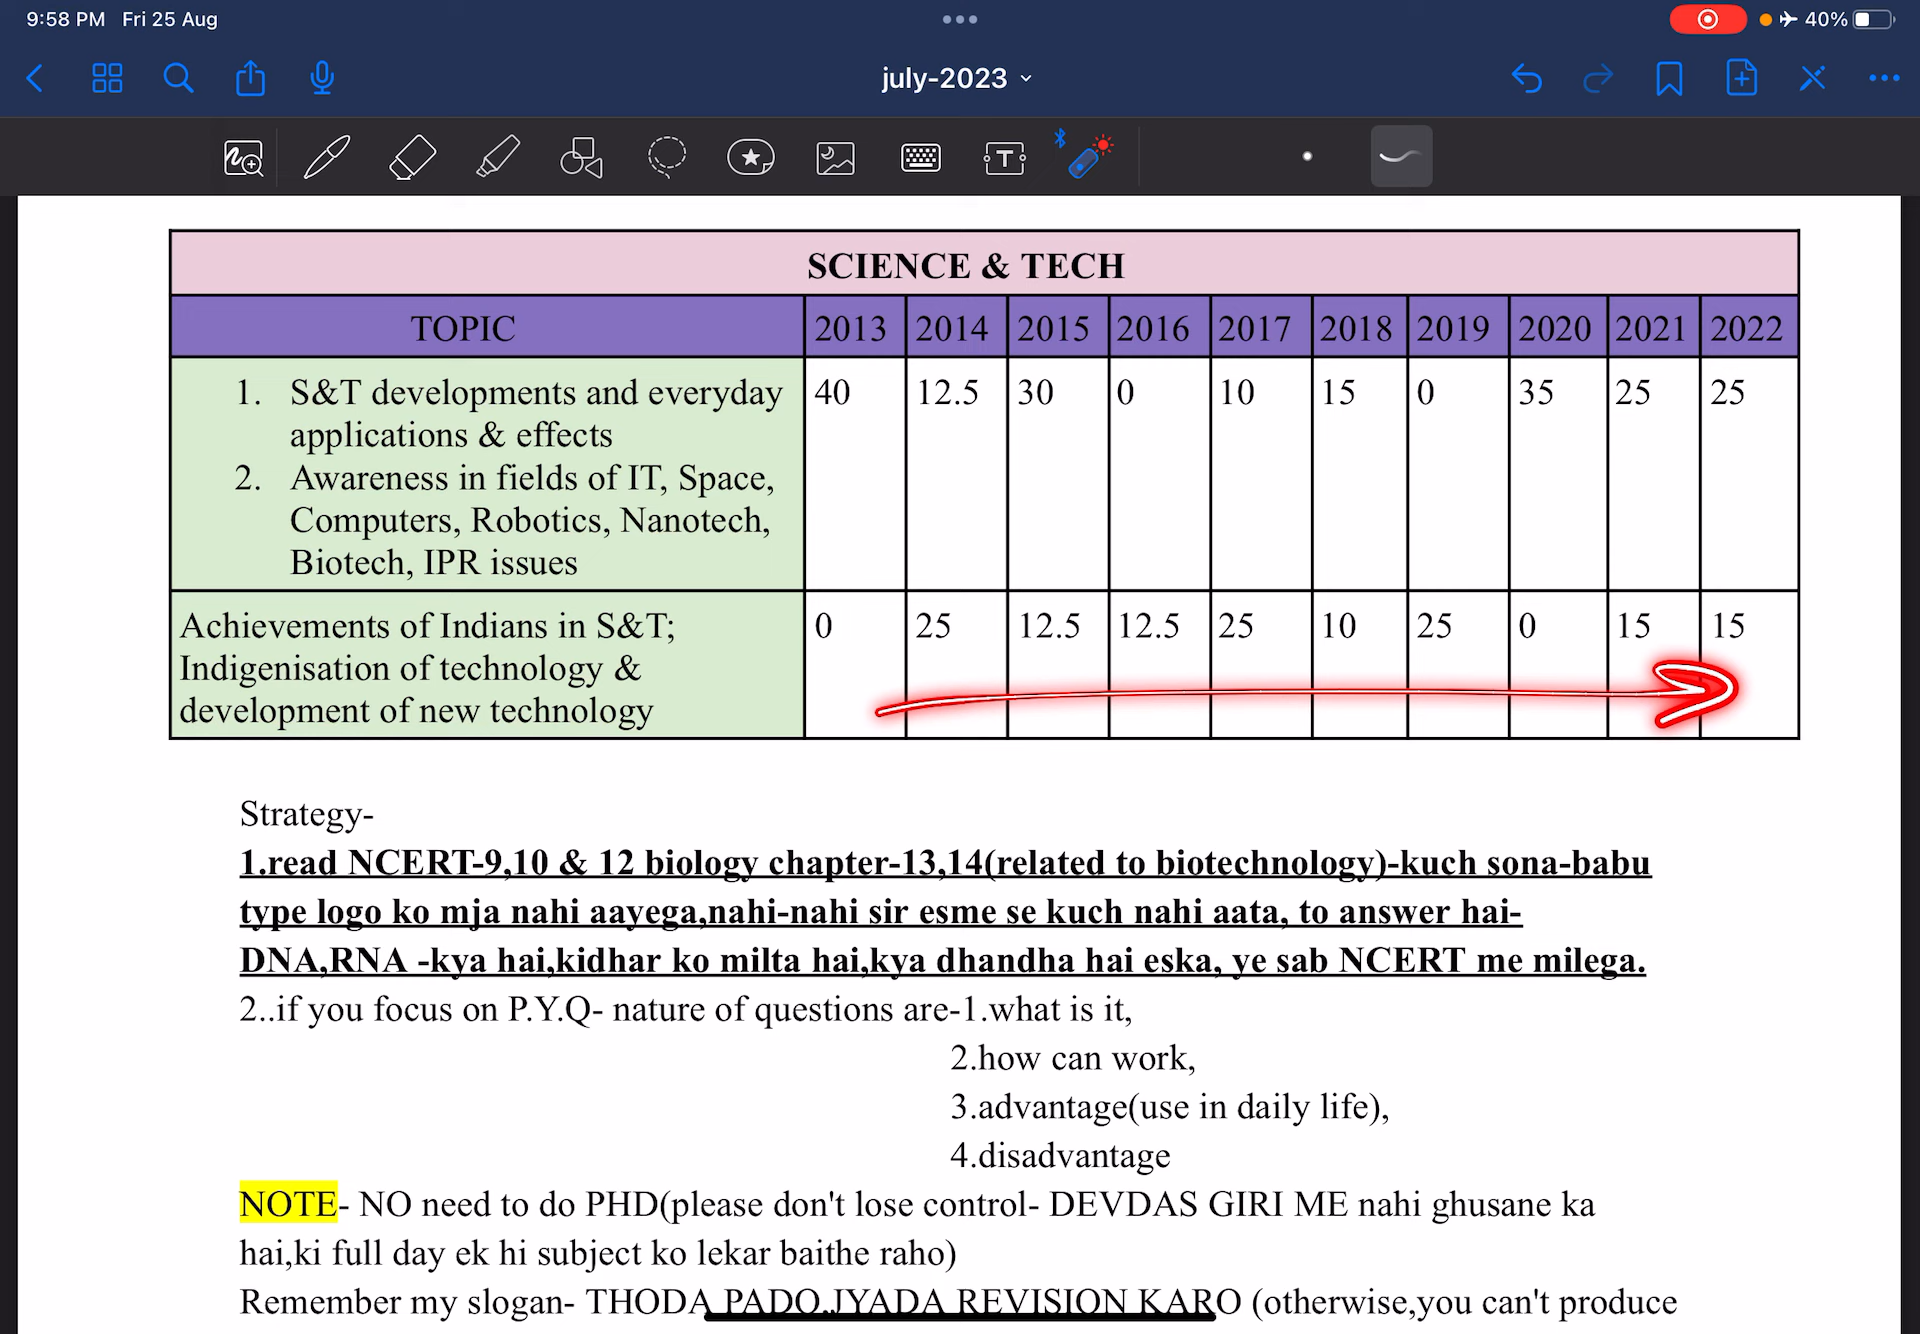 9:58 PM Fri 25 Aug
40%
july-2023
T
SCIENCE & TECH
TOPIC 2013 2014 2015 2016 2017 2018 2019 2020 2021 2022
1. S&T developments and everyday 40 12.5 30 0 10 15 0 35 25 25
applications & effects
2. Awareness in fields of IT, Space,
Computers, Robotics, Nanotech,
Biotech, IPR issues
Achievements of Indians in S&T; 0 25 12.5 12.5 25 10 25 0 15 15
Indigenisation of technology &
development of new technology
Strategy-
1.read NCERT-9,10 & 12 biology chapter-13,14(related to biotechnology)-kuch sona-babu
type logo ko mja nahi aayega,nahi-nahi sir esme se kuch nahi aata, to answer hai-
DNA,RNA -kya hai,kidhar ko milta hai,kya dhandha hai eska, ye sab NCERT me milega.
2..if you focus on P.Y.Q- nature of questions are-1.what is it,
2.how can work,
3.advantage(use in daily life),
4.disadvantage
NOTE- NO need to do PHD(please don't lose control- DEVDAS GIRI ME nahi ghusane ka
hai,ki full day ek hi subject ko lekar baithe raho)
Remember my slogan- THODA PADO,JYADA REVISION KARO (otherwise,you can't produce